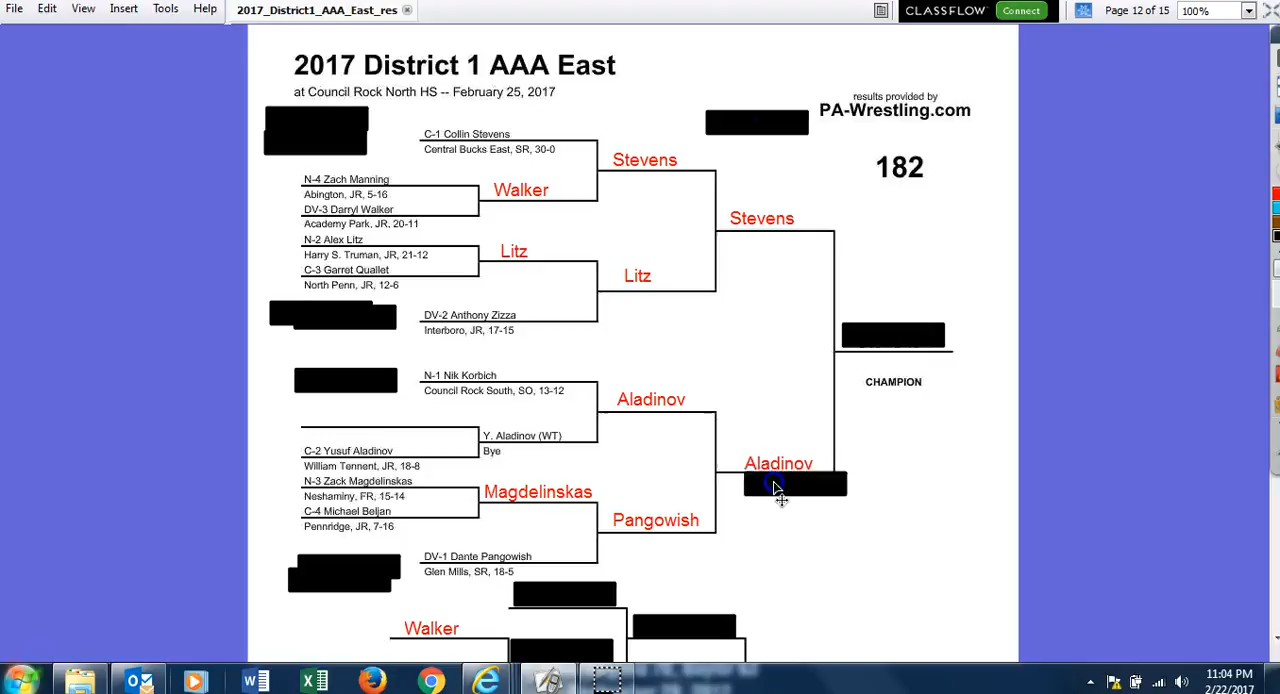 File Edit View Insert Tools Help
2017_District1_AAA_East_res
CLASSFLOW Connect
Page 12 of 15
100%
2017 District 1 AAA East
at Council Rock North HS -- February 25, 2017
results provided by
PA-Wrestling.com
182
C-1 Collin Stevens
Central Bucks East, SR, 30-0
Stevens
N-4 Zach Manning
Abington, JR, 5-16
Walker
DV-3 Darryl Walker
Academy Park, JR, 20-11
Stevens
N-2 Alex Litz
Harry S. Truman, JR, 21-12
Litz
C-3 Garret Quallet
North Penn, JR, 12-6
Litz
DV-2 Anthony Zizza
Interboro, JR, 17-15
CHAMPION
N-1 Nik Korbich
Council Rock South, SO, 13-12
Aladinov
Y. Aladinov (WT)
Bye
C-2 Yusuf Aladinov
William Tennent, JR, 18-8
Aladinov
N-3 Zack Magdelinskas
Neshaminy, FR, 15-14
Magdelinskas
C-4 Michael Beljan
Pennridge, JR, 7-16
Pangowish
DV-1 Dante Pangowish
Glen Mills, SR, 18-5
Walker
11:04 PM
2/22/2017